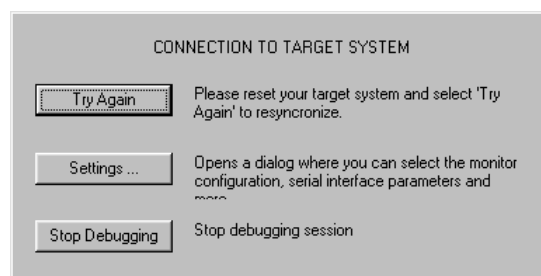 CONNECTION TO TARGET SYSTEM
Try Again
Please reset your target system and select 'Try
Again' to resyncronize.
Settings ...
Opens a dialog where you can select the monitor
configuration, serial interface parameters and
more
Stop Debugging
Stop debugging session